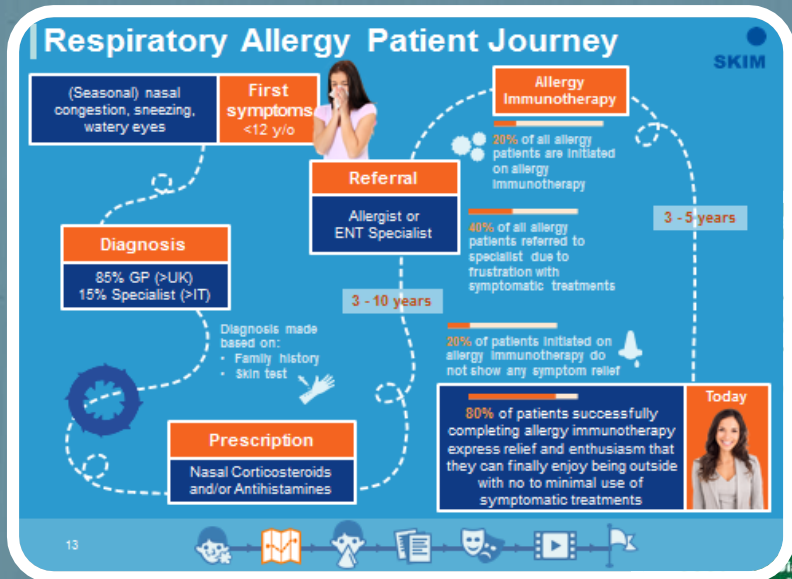 Respiratory Allergy Patient Journey
SKIM
(Seasonal) nasal
congestion, sneezing,
watery eyes
First
symptoms
<12 y/o
Diagnosis
85% GP (>UK)
15% Specialist (>IT)
Diagnosis made
based on:
• Family history
• Skin test
Prescription
Nasal Corticosteroids
and/or Antihistamines
3 - 10 years
Referral
Allergist or
ENT Specialist
Allergy
Immunotherapy
20% of all allergy
patients are initiated
on allergy
immunotherapy
40% of all allergy
patients referred to
specialist due to
frustration with
symptomatic treatments
20% of patients initiated on
allergy immunotherapy do
not show any symptom relief
3 - 5 years
Today
80% of patients successfully
completing allergy immunotherapy
express relief and enthusiasm that
they can finally enjoy being outside
with no to minimal use of
symptomatic treatments
13